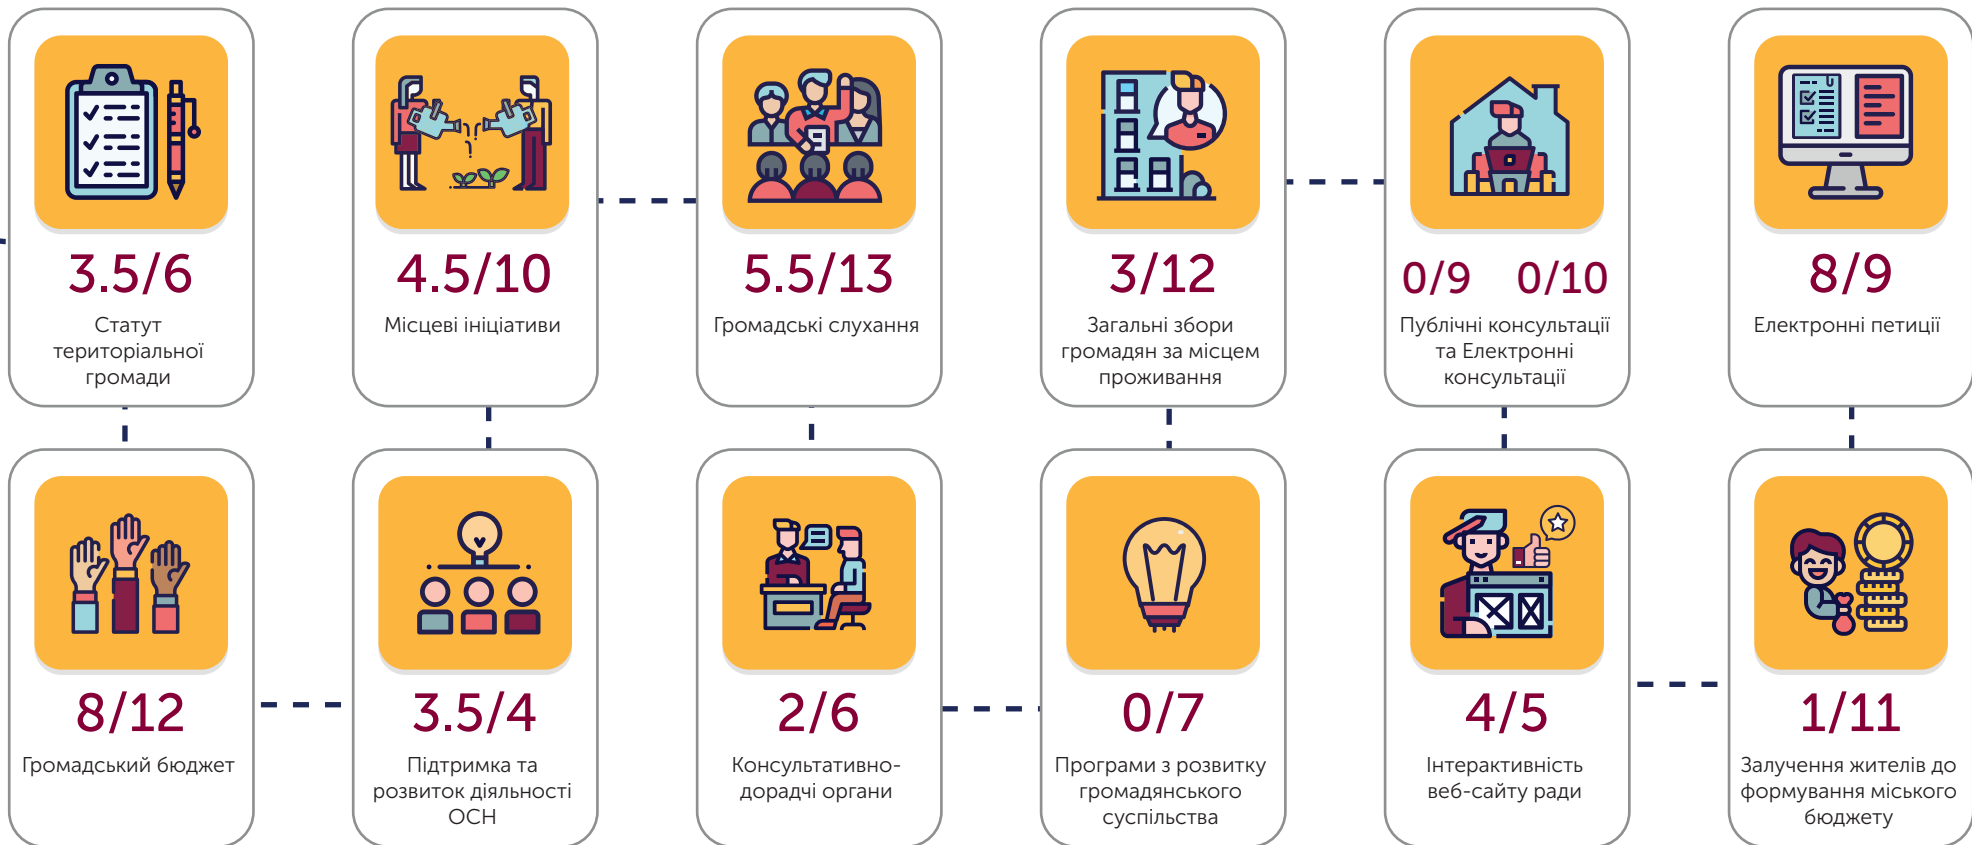 3.5/6
Статут
територіальної
громади
4.5/10
Місцеві ініціативи
5.5/13
Громадські слухання
3/12
Загальні збори
громадян за місцем
проживання
0/9 0/10
Публічні консультації
та Електронні
консультації
8/9
Електронні петиції
8/12
Громадський бюджет
3.5/4
Підтримка та
розвиток діяльності
ОСН
2/6
Консультативно-
дорадчі органи
0/7
Програми з розвитку
громадянського
суспільства
4/5
Інтерактивність
веб-сайту ради
1/11
Залучення жителів до
формування міського
бюджету